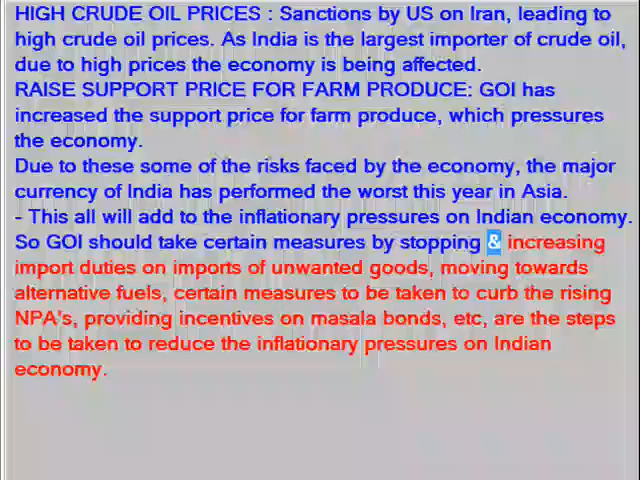 HIGH CRUDE OIL PRICES : Sanctions by US on Iran, leading to
high crude oil prices. As India is the largest importer of crude oil,
due to high prices the economy is being affected.
RAISE SUPPORT PRICE FOR FARM PRODUCE: GOI has
increased the support price for farm produce, which pressures
the economy.
Due to these some of the risks faced by the economy, the major
currency of India has performed the worst this year in Asia.
- This all will add to the inflationary pressures on Indian economy.
So GOI should take certain measures by stopping & increasing
import duties on imports of unwanted goods, moving towards
alternative fuels, certain measures to be taken to curb the rising
NPA's, providing incentives on masala bonds, etc, are the steps
to be taken to reduce the inflationary pressures on Indian
economy.